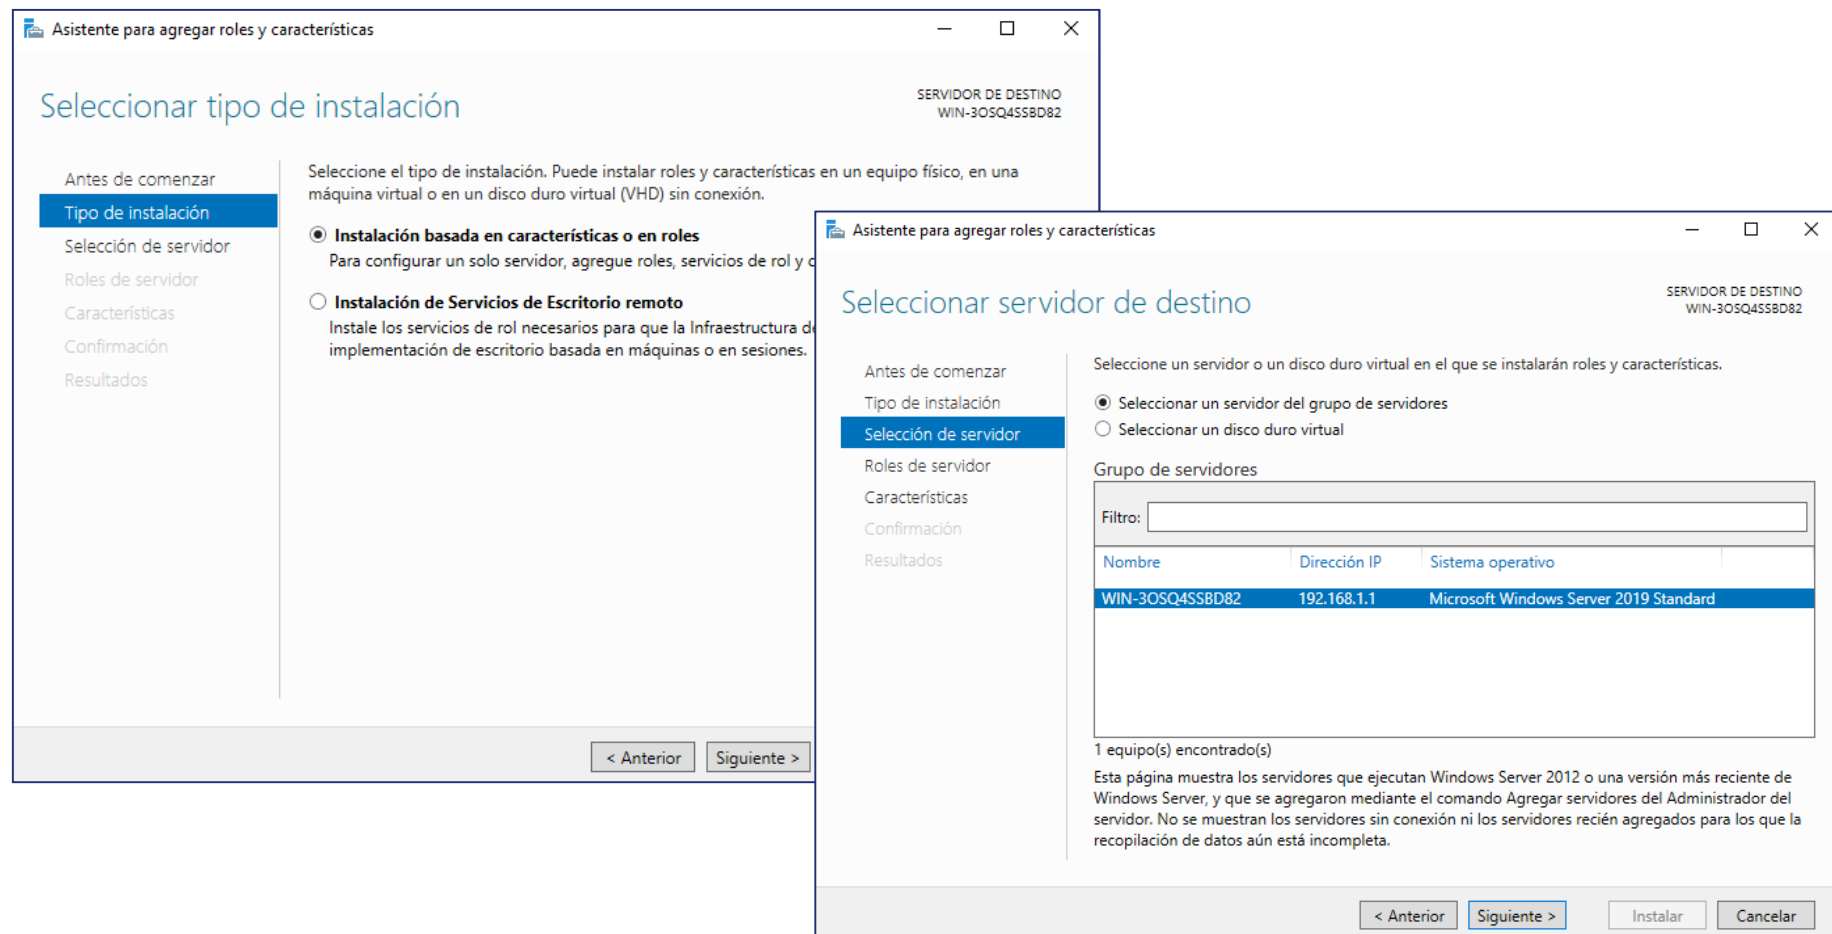 Asistente para agregar roles y características
Seleccionar tipo de instalación
SERVIDOR DE DESTINO
WIN-3OSQ4SSBD82
Antes de comenzar
Tipo de instalación
Selección de servidor
Roles de servidor
Características
Confirmación
Resultados
Seleccione el tipo de instalación. Puede instalar roles y características en un equipo físico, en una
máquina virtual o en un disco duro virtual (VHD) sin conexión.
Instalación basada en características o en roles
Para configurar un solo servidor, agregue roles, servicios de rol y
Instalación de Servicios de Escritorio remoto
Instale los servicios de rol necesarios para que la Infraestructura
implementación de escritorio basada en máquinas o en sesiones.
< Anterior
Siguiente >
Asistente para agregar roles y características
Seleccionar servidor de destino
SERVIDOR DE DESTINO
WIN-3OSQ4SSBD82
Antes de comenzar
Tipo de instalación
Selección de servidor
Roles de servidor
Características
Confirmación
Resultados
Seleccione un servidor o un disco duro virtual en el que se instalarán roles y características.
Seleccionar un servidor del grupo de servidores
Seleccionar un disco duro virtual
Grupo de servidores
Filtro:
Nombre Dirección IP Sistema operativo
WIN-3OSQ4SSBD82 192.168.1.1 Microsoft Windows Server 2019 Standard
1 equipo(s) encontrado(s)
Esta página muestra los servidores que ejecutan Windows Server 2012 o una versión más reciente de
Windows Server, y que se agregaron mediante el comando Agregar servidores del Administrador del
servidor. No se muestran los servidores sin conexión ni los servidores recién agregados para los que la
recopilación de datos aún está incompleta.
< Anterior
Siguiente >
Instalar
Cancelar